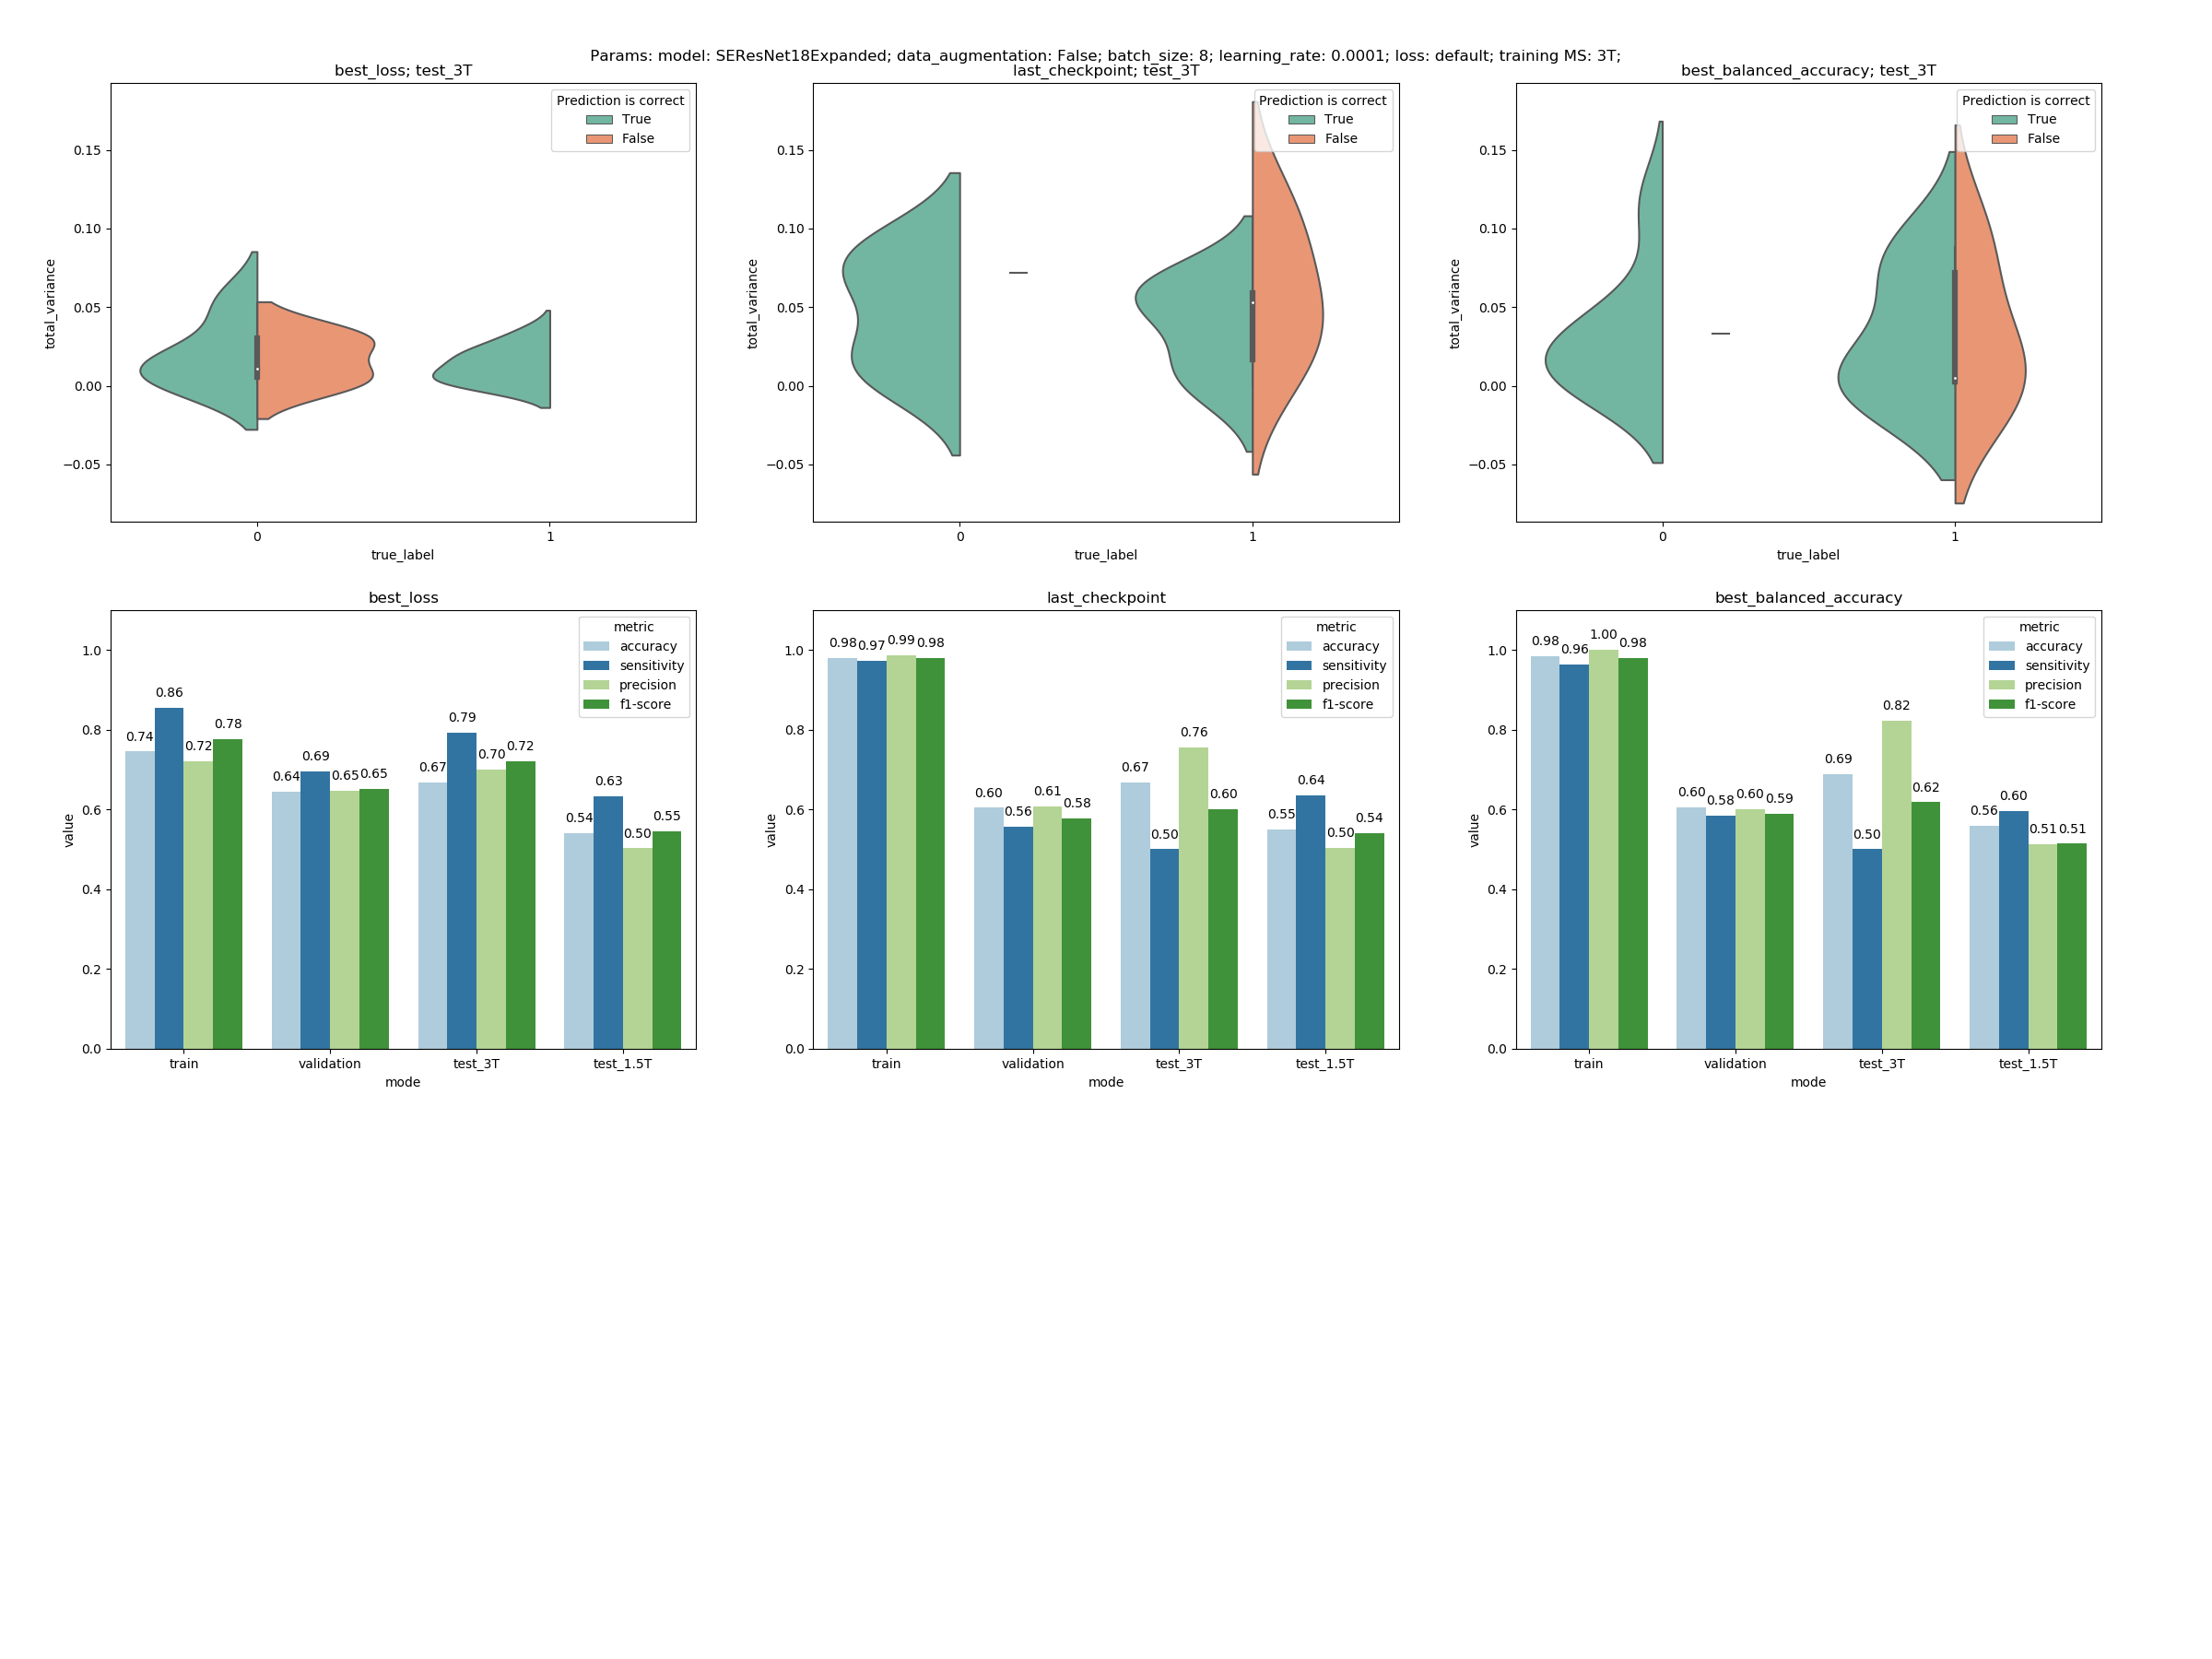 Params: model: SEResNet18Expanded; data_augmentation: False; batch_size: 8; learning_rate: 0.0001; loss: default; training MS: 3T;
best_loss; test_3T
Prediction is correct
True
False
0.15
0.10
0.05
0.00
−0.05
total_variance
0
1
true_label
last_checkpoint; test_3T
Prediction is correct
True
False
0.15
0.10
0.05
0.00
−0.05
total_variance
0
1
true_label
best_balanced_accuracy; test_3T
Prediction is correct
True
False
0.15
0.10
0.05
0.00
−0.05
total_variance
0
1
true_label
best_loss
metric
accuracy
sensitivity
precision
f1-score
1.0
0.8
0.6
0.4
0.2
0.0
value
0.74
0.86
0.72
0.78
0.64
0.69
0.65
0.65
0.67
0.79
0.70
0.72
0.54
0.63
0.50
0.55
train
validation
test_3T
test_1.5T
mode
last_checkpoint
metric
accuracy
sensitivity
precision
f1-score
1.0
0.8
0.6
0.4
0.2
0.0
value
0.98
0.97
0.99
0.98
0.60
0.56
0.61
0.58
0.67
0.50
0.76
0.60
0.55
0.64
0.50
0.54
train
validation
test_3T
test_1.5T
mode
best_balanced_accuracy
metric
accuracy
sensitivity
precision
f1-score
1.0
0.8
0.6
0.4
0.2
0.0
value
0.98
0.96
1.00
0.98
0.60
0.58
0.60
0.59
0.69
0.50
0.82
0.62
0.56
0.60
0.51
0.51
train
validation
test_3T
test_1.5T
mode